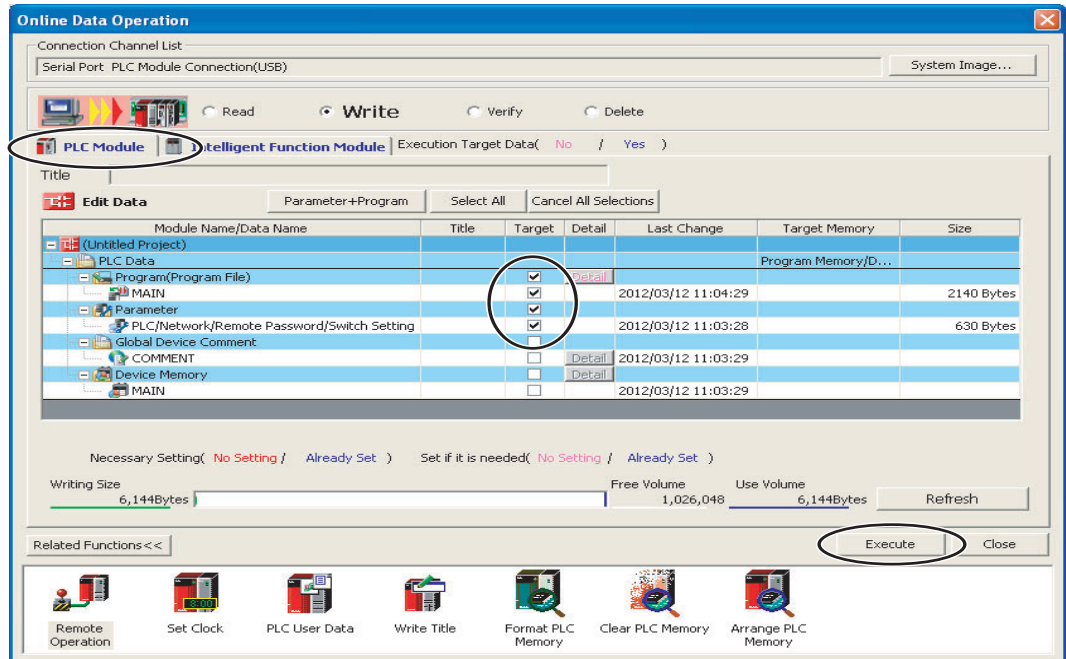 Online Data Operation
Connection Channel List
Serial Port PLC Module Connection(USB)
System Image...
Read Write Verify Delete
PLC Module Intelligent Function Module Execution Target Data( No / Yes )
Title
Edit Data Parameter+Program Select All Cancel All Selections
Module Name/Data Name Title Target Detail Last Change Target Memory Size
(Untitled Project)
PLC Data Program Memory/D...
Program(Program File) Detail
MAIN 2012/03/12 11:04:29 2140 Bytes
Parameter
PLC/Network/Remote Password/Switch Setting 2012/03/12 11:03:28 630 Bytes
Global Device Comment
COMMENT Detail 2012/03/12 11:03:29
Device Memory Detail
MAIN 2012/03/12 11:03:29
Necessary Setting( No Setting / Already Set ) Set if it is needed( No Setting / Already Set )
Writing Size Free Volume Use Volume
6,144Bytes 1,026,048 6,144Bytes Refresh
Related Functions<< Execute Close
8:00
Remote Operation
Set Clock
PLC User Data
Write Title
Format PLC Memory
Clear PLC Memory
Arrange PLC Memory